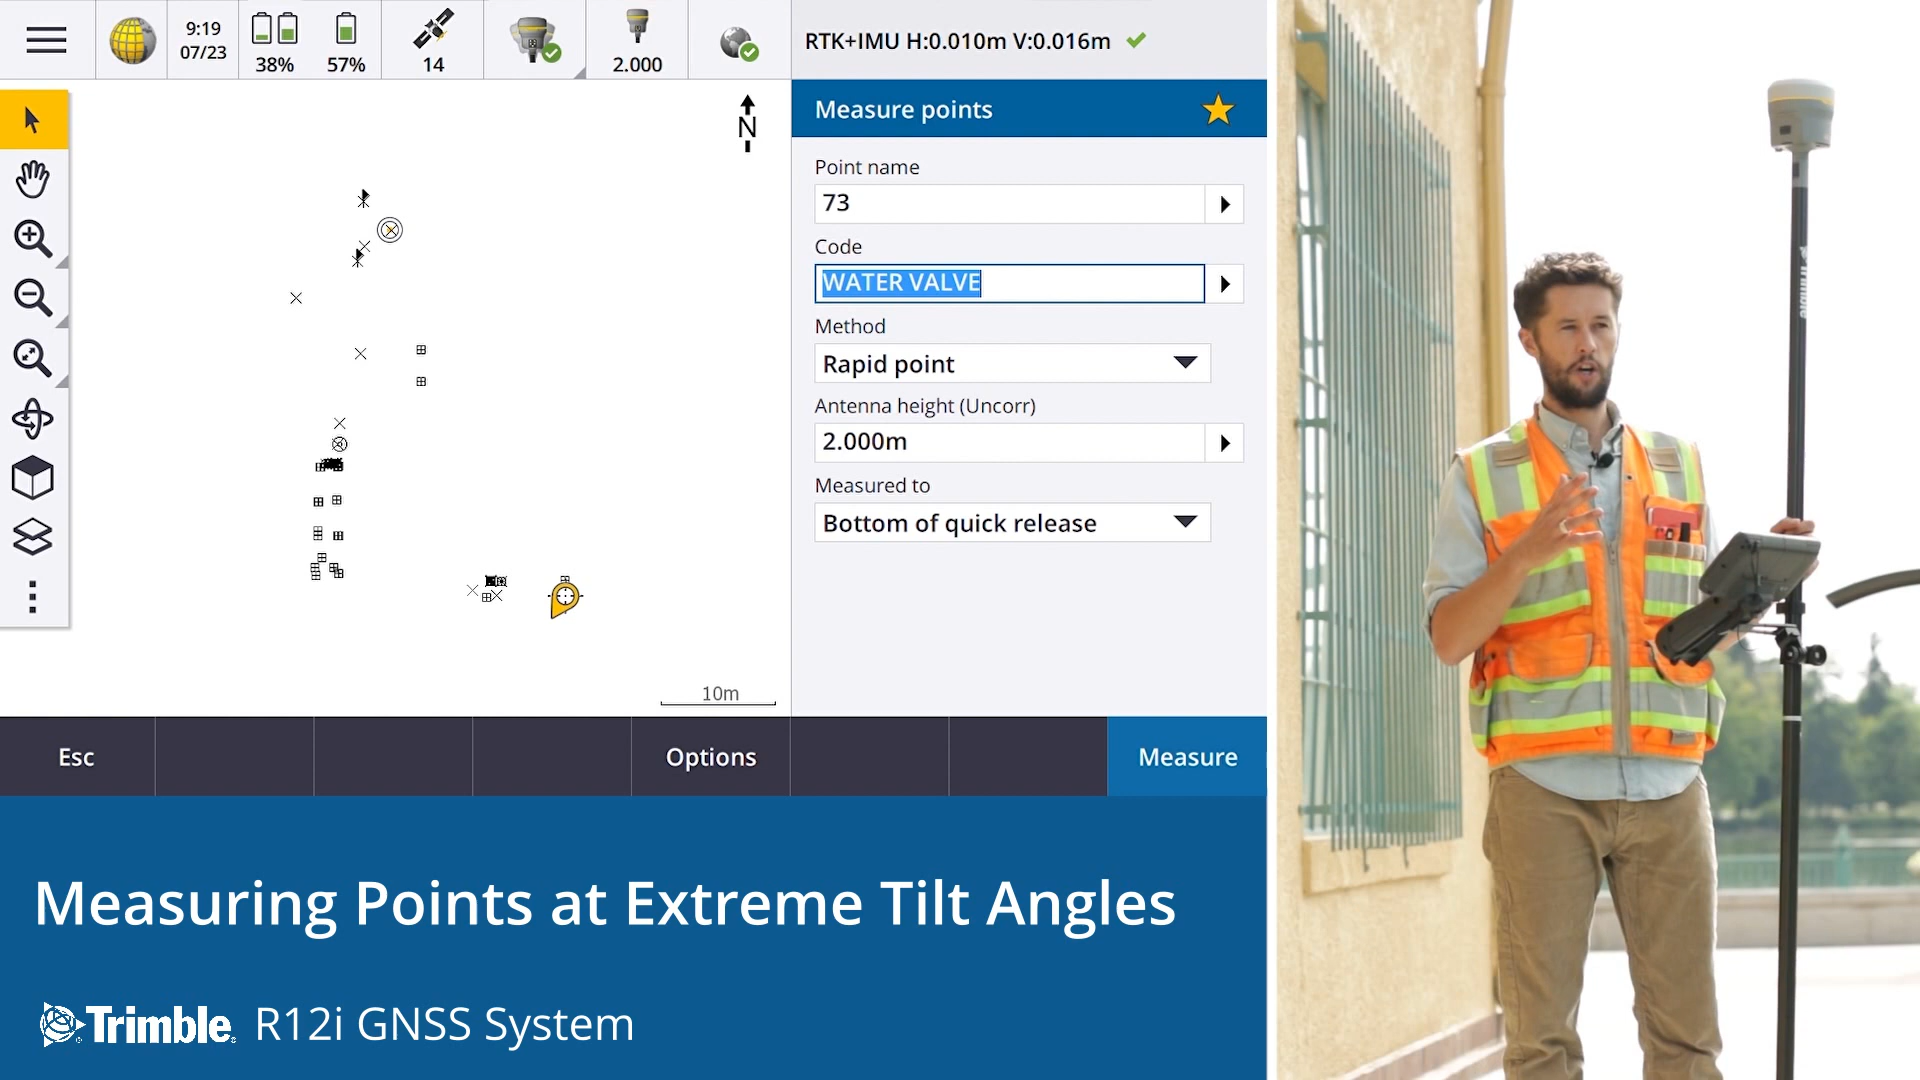 9:19
07/23
38%
57%
14
2.000
RTK+IMU H:0.010m V:0.016m
Measure points
N
Point name
73
Code
WATER VALVE
Method
Rapid point
Antenna height (Uncorr)
2.000m
Measured to
Bottom of quick release
10m
Esc
Options
Measure
Trimble
Measuring Points at Extreme Tilt Angles
Trimble. R12i GNSS System